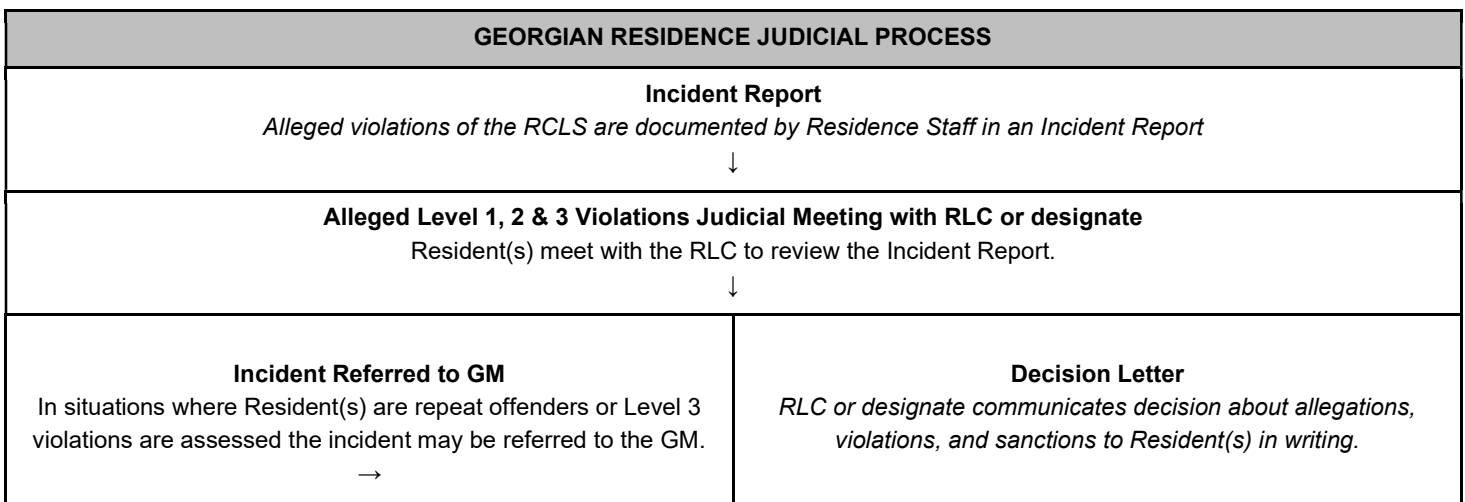 GEORGIAN RESIDENCE JUDICIAL PROCESS
Incident Report
Alleged violations of the RCLS are documented by Residence Staff in an Incident Report
↓
Alleged Level 1, 2 & 3 Violations Judicial Meeting with RLC or designate
Resident(s) meet with the RLC to review the Incident Report.
↓
Incident Referred to GM
In situations where Resident(s) are repeat offenders or Level 3
violations are assessed the incident may be referred to the GM.
→
Decision Letter
RLC or designate communicates decision about allegations,
violations, and sanctions to Resident(s) in writing.